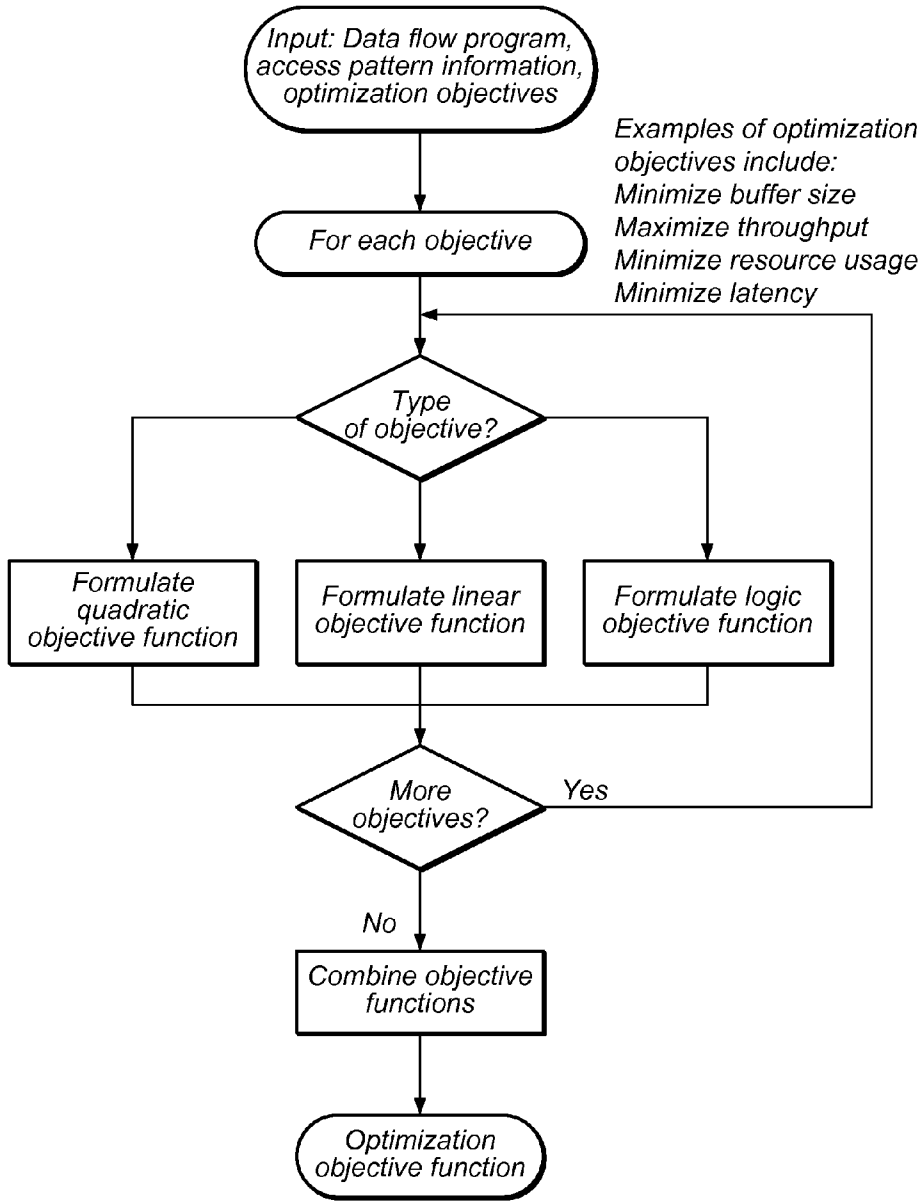 Input: Data flow program,
access pattern information,
optimization objectives
Examples of optimization
objectives include:
Minimize buffer size
Maximize throughput
Minimize resource usage
Minimize latency
For each objective
Type
of objective?
Formulate
quadratic
objective function
Formulate linear
objective function
Formulate logic
objective function
More
objectives?
Yes
No
Combine objective
functions
Optimization
objective function